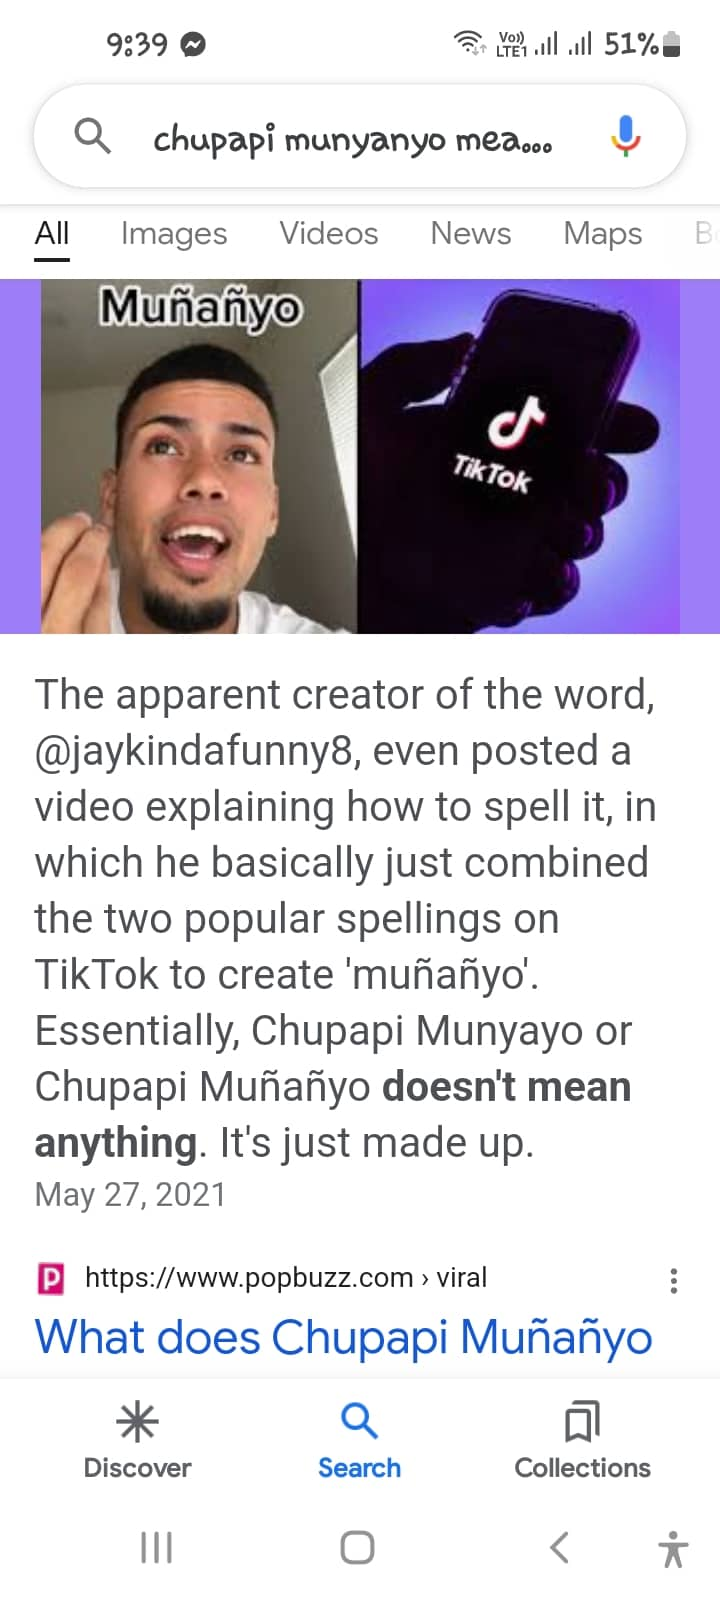 9:39 Vo)) LTE1 51%
chupapi munyanyo mea...
All Images Videos News Maps B
Muñañyo
TikTok
The apparent creator of the word,
@jaykindafunny8, even posted a
video explaining how to spell it, in
which he basically just combined
the two popular spellings on
TikTok to create 'muñañyo'.
Essentially, Chupapi Munyayo or
Chupapi Muñañyo doesn't mean
anything. It's just made up.
May 27, 2021
P https://www.popbuzz.com › viral
What does Chupapi Muñañyo
Discover Search Collections